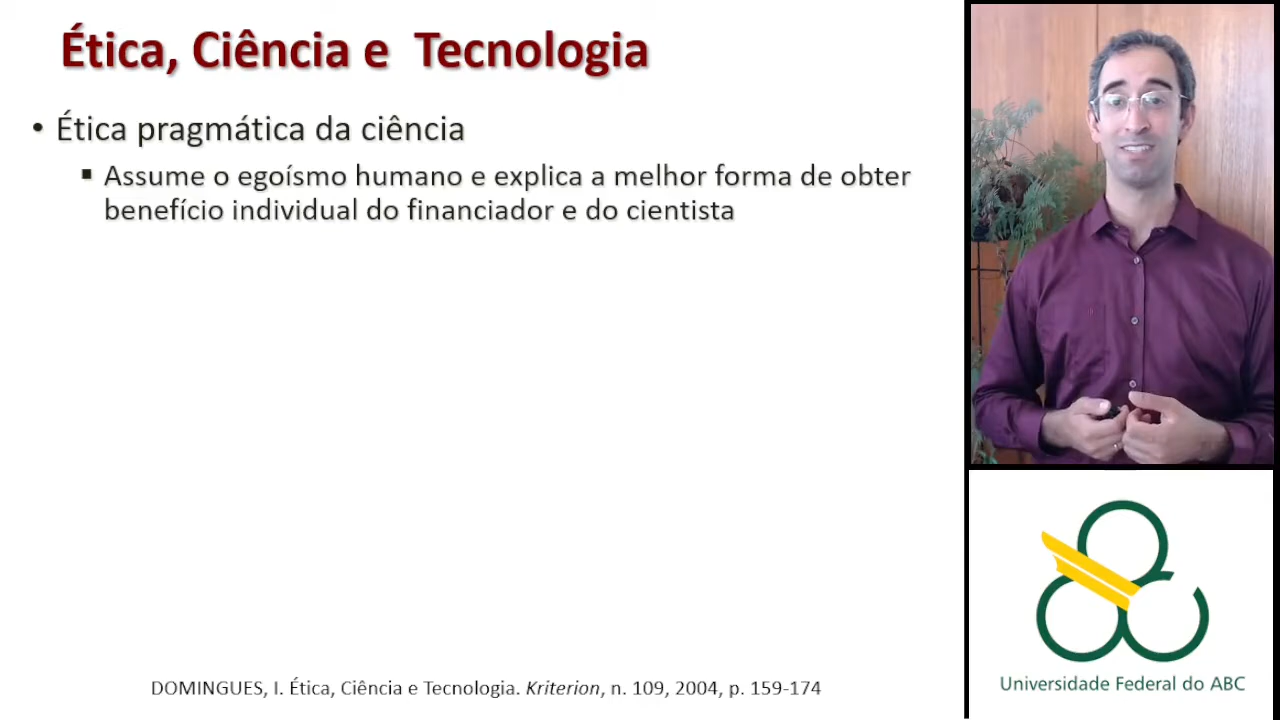 Ética, Ciência e Tecnologia
• Ética pragmática da ciência
▪ Assume o egoísmo humano e explica a melhor forma de obter
benefício individual do financiador e do cientista
DOMINGUES, I. Ética, Ciência e Tecnologia. Kriterion, n. 109, 2004, p. 159-174
Universidade Federal do ABC